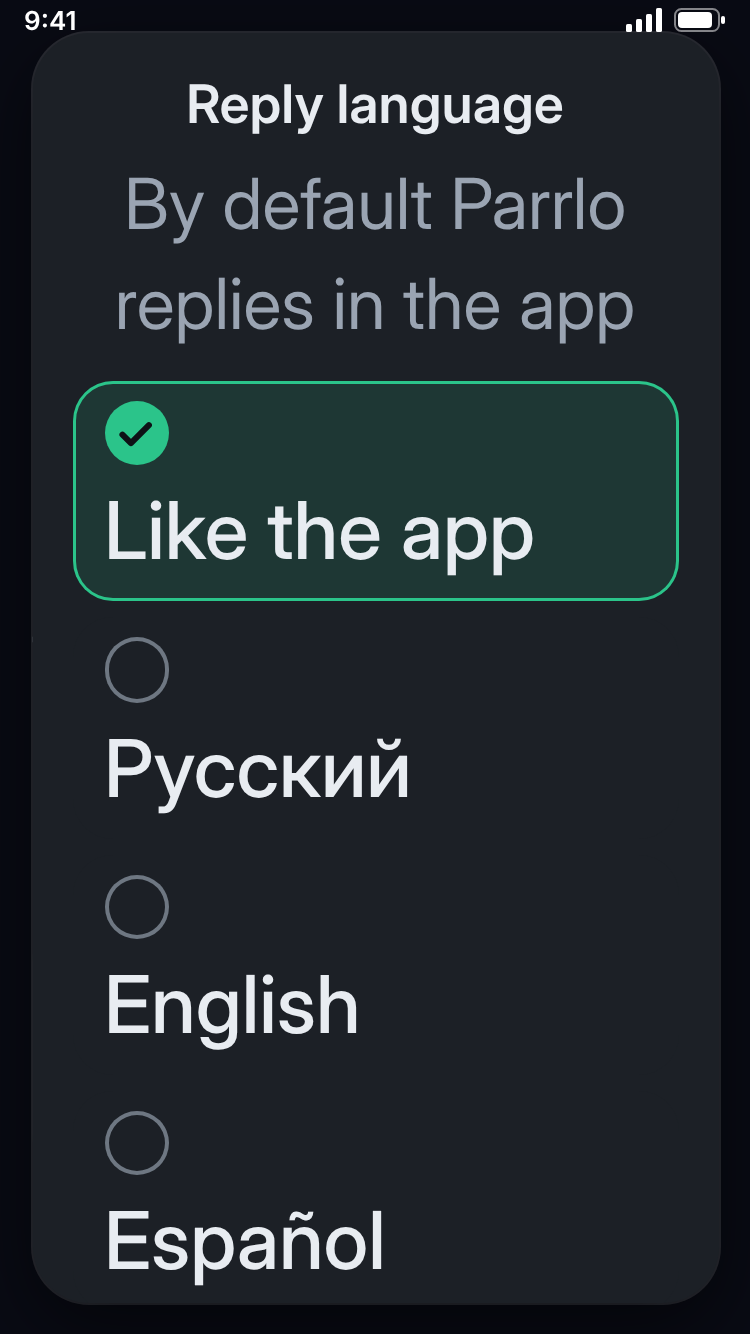 9:41
Reply language
By default Parrlo
replies in the app
Like the app
Русский
English
Español